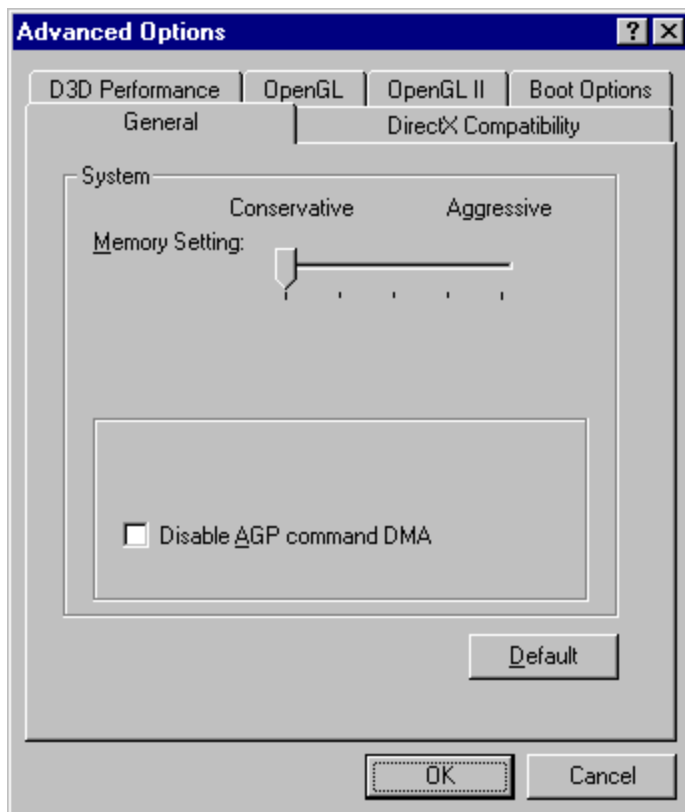 Advanced Options
D3D Performance OpenGL OpenGL II Boot Options
General DirectX Compatibility
System
Conservative Aggressive
Memory Setting:
Disable AGP command DMA
Default
OK Cancel